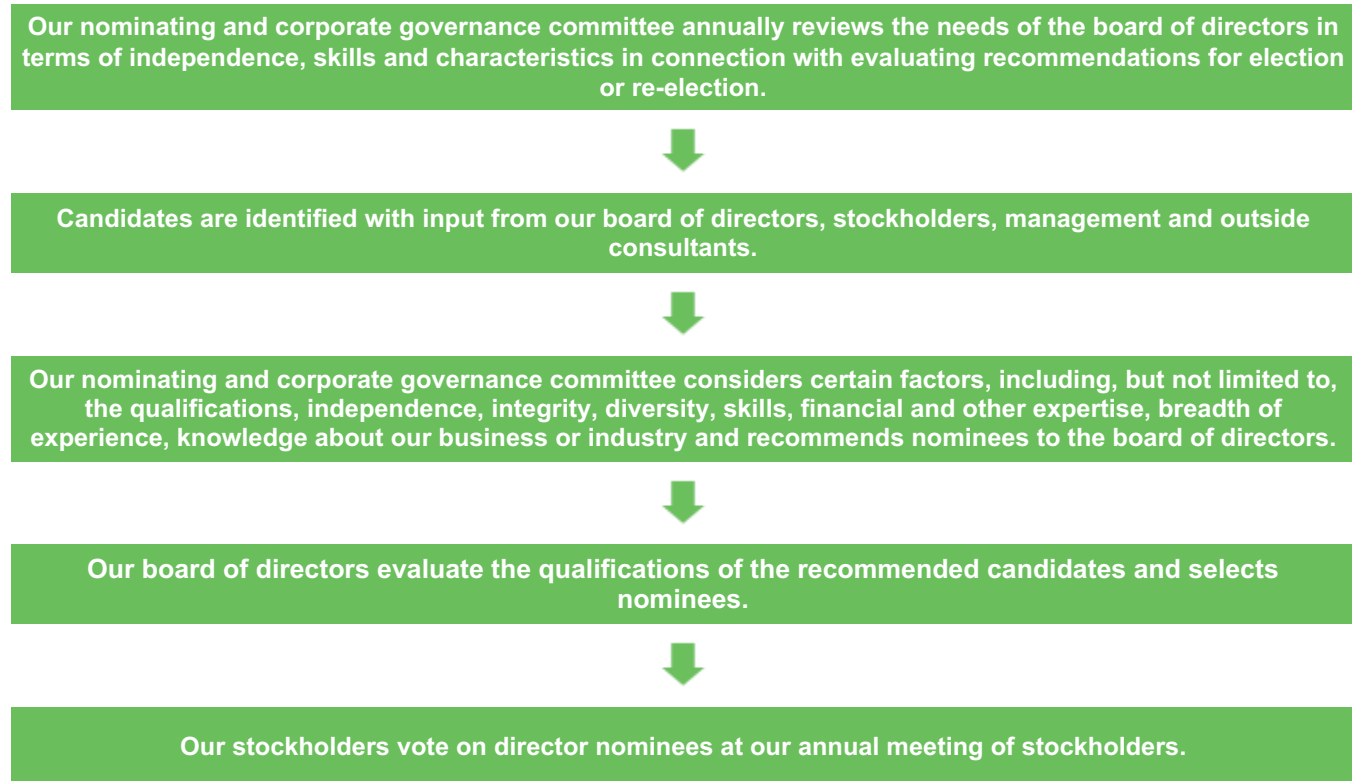 Our nominating and corporate governance committee annually reviews the needs of the board of directors in
terms of independence, skills and characteristics in connection with evaluating recommendations for election
or re-election.
Candidates are identified with input from our board of directors, stockholders, management and outside
consultants.
Our nominating and corporate governance committee considers certain factors, including, but not limited to,
the qualifications, independence, integrity, diversity, skills, financial and other expertise, breadth of
experience, knowledge about our business or industry and recommends nominees to the board of directors.
Our board of directors evaluate the qualifications of the recommended candidates and selects
nominees.
Our stockholders vote on director nominees at our annual meeting of stockholders.